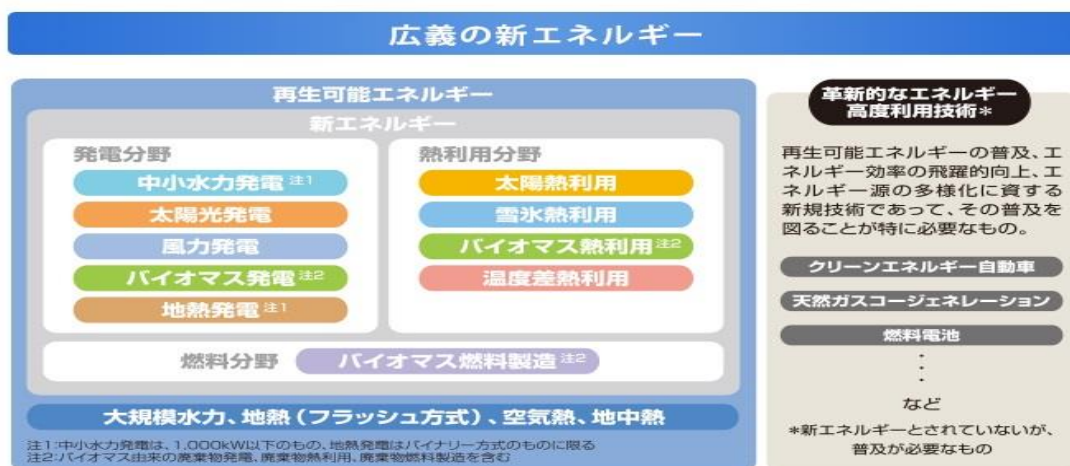 広義の新エネルギー
再生可能エネルギー
新エネルギー
発電分野
中小水力発電 注1
太陽光発電
風力発電
バイオマス発電 注2
地熱発電 注1
熱利用分野
太陽熱利用
雪氷熱利用
バイオマス熱利用 注2
温度差熱利用
燃料分野
バイオマス燃料製造 注2
大規模水力、地熱(フラッシュ方式)、空気熱、地中熱
注1:中小水力発電は、1,000kW以下のもの、地熱発電はバイナリー方式のものに限る
注2:バイオマス由来の廃棄物発電、廃棄物熱利用、廃棄物燃料製造を含む
革新的なエネルギー
高度利用技術*
再生可能エネルギーの普及、エ
ネルギー効率の飛躍的向上、エ
ネルギー源の多様化に資する
新規技術であって、その普及を
図ることが特に必要なもの。
クリーンエネルギー自動車
天然ガスコージェネレーション
燃料電池
・
・
・
など
*新エネルギーとされていないが、
普及が必要なもの